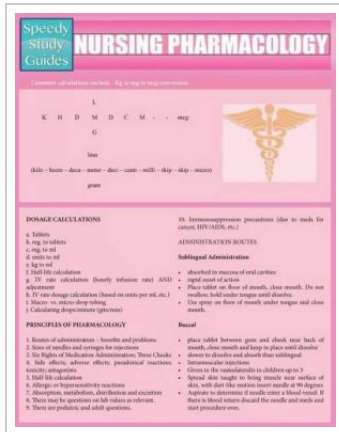 Speedy
Study
Guides
NURSING PHARMACOLOGY
Common calculations include - Kg to mg to mcg conversion
L
K H D M D C M - - mcg
G
liter
(kilo – hecto – deca – meter – deci – centi – milli – skip – skip – micro)
gram
DOSAGE CALCULATIONS
a. Tablets
b. mg. to tablets
c. mg. to ml
d. units to ml
e. kg to ml
f. Half-life calculation
g. IV rate calculation (hourly infusion rate) AND
adjustment
h. IV rate dosage calculation (based on units per ml, etc.)
i. Macro- vs. micro drop tubing
j. Calculating drops/minute (gtts/min)
PRINCIPLES OF PHARMACOLOGY
1. Routes of administration – benefits and problems
2. Sizes of needles and syringes for injections
3. Six Rights of Medication Administration; Three Checks
4. Side effects; adverse effects; paradoxical reactions;
toxicity; antagonists
5. Half-life calculation
6. Allergic or hypersensitivity reactions
7. Absorption, metabolism, distribution and excretion
8. There may be questions on lab values as relevant.
9. There are pediatric and adult questions.
10. Immunosuppression precautions (due to meds for
cancer, HIV/AIDS, etc.)
ADMINISTRATION ROUTES
Sublingual Administration
• absorbed in mucosa of oral cavities
• rapid onset of action
• Place tablet on floor of mouth, close mouth. Do not
swallow, hold under tongue until dissolve.
• Use spray on floor of mouth under tongue and close
mouth.
Buccal
• place tablet between gum and cheek near back of
mouth, close mouth and keep in place until dissolve
• slower to dissolve and absorb than sublingual
• Intramuscular injections
• Given in the vastus lateralis in children up to 3
• Spread skin taught to bring muscle near surface of
skin, with dart-like motion insert needle at 90 degrees
• Aspirate to determine if needle enter a blood vessel. If
there is blood return discard the needle and meds and
start procedure over.